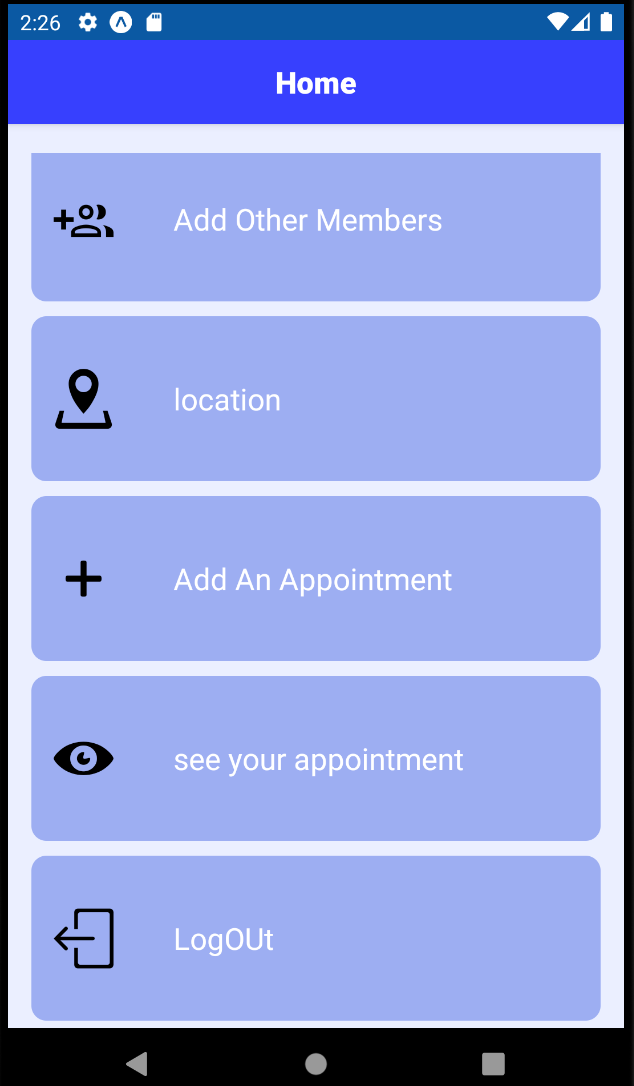 2:26
Home
Add Other Members
location
Add An Appointment
see your appointment
LogOUt